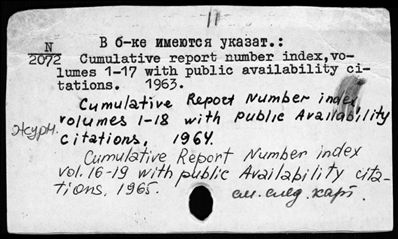 11
N
2072
В б-ке имеются указат.:
Cumulative report number index,vo-
lumes 1-17 with public availability ci-
tations. 1963.
Cumulative Report Number index,
volumes 1-18 with public Availability
Журн.
citations, 1964.
Cumulative Report Number index
vol. 16-19 with public Availability cita-
tions, 1965.
см. след. карт.